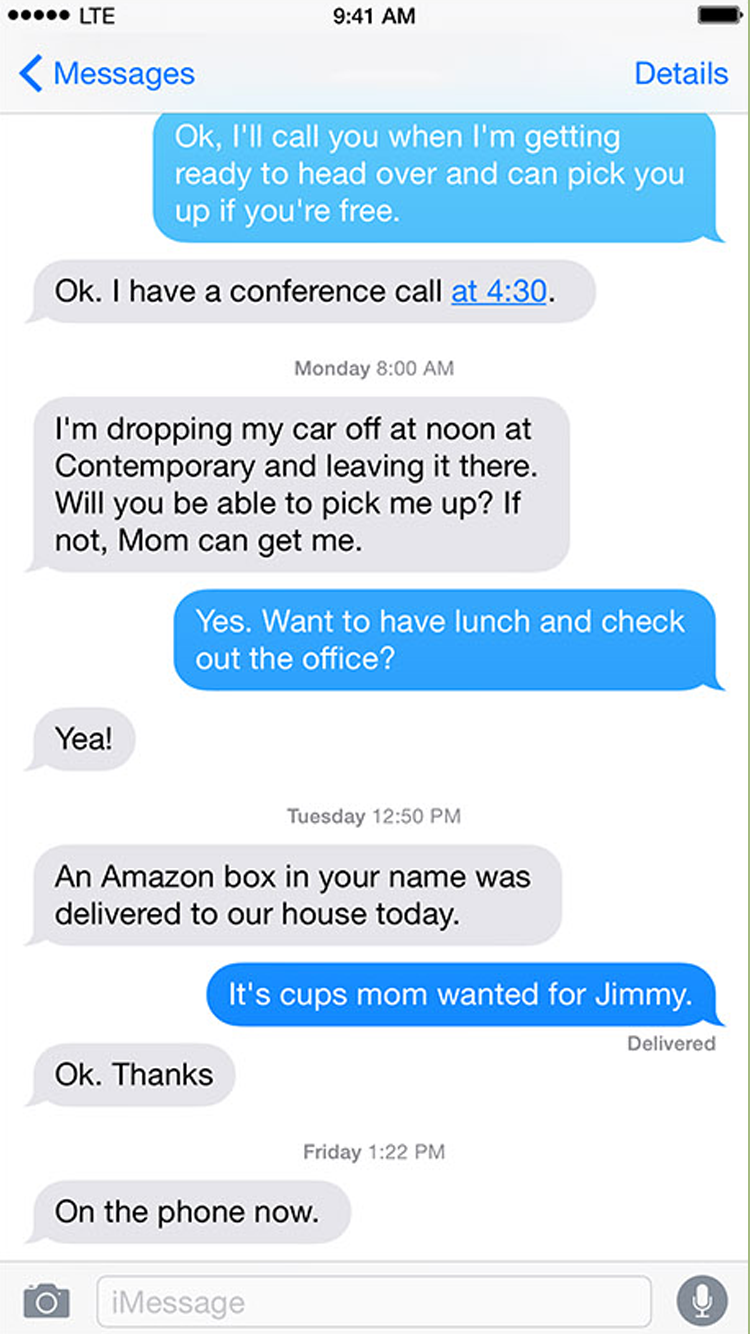 LTE 9:41 AM
Messages Details
Ok, I'll call you when I'm getting
ready to head over and can pick you
up if you're free.
Ok. I have a conference call at 4:30.
Monday 8:00 AM
I'm dropping my car off at noon at
Contemporary and leaving it there.
Will you be able to pick me up? If
not, Mom can get me.
Yes. Want to have lunch and check
out the office?
Yea!
Tuesday 12:50 PM
An Amazon box in your name was
delivered to our house today.
It's cups mom wanted for Jimmy.
Delivered
Ok. Thanks
Friday 1:22 PM
On the phone now.
iMessage